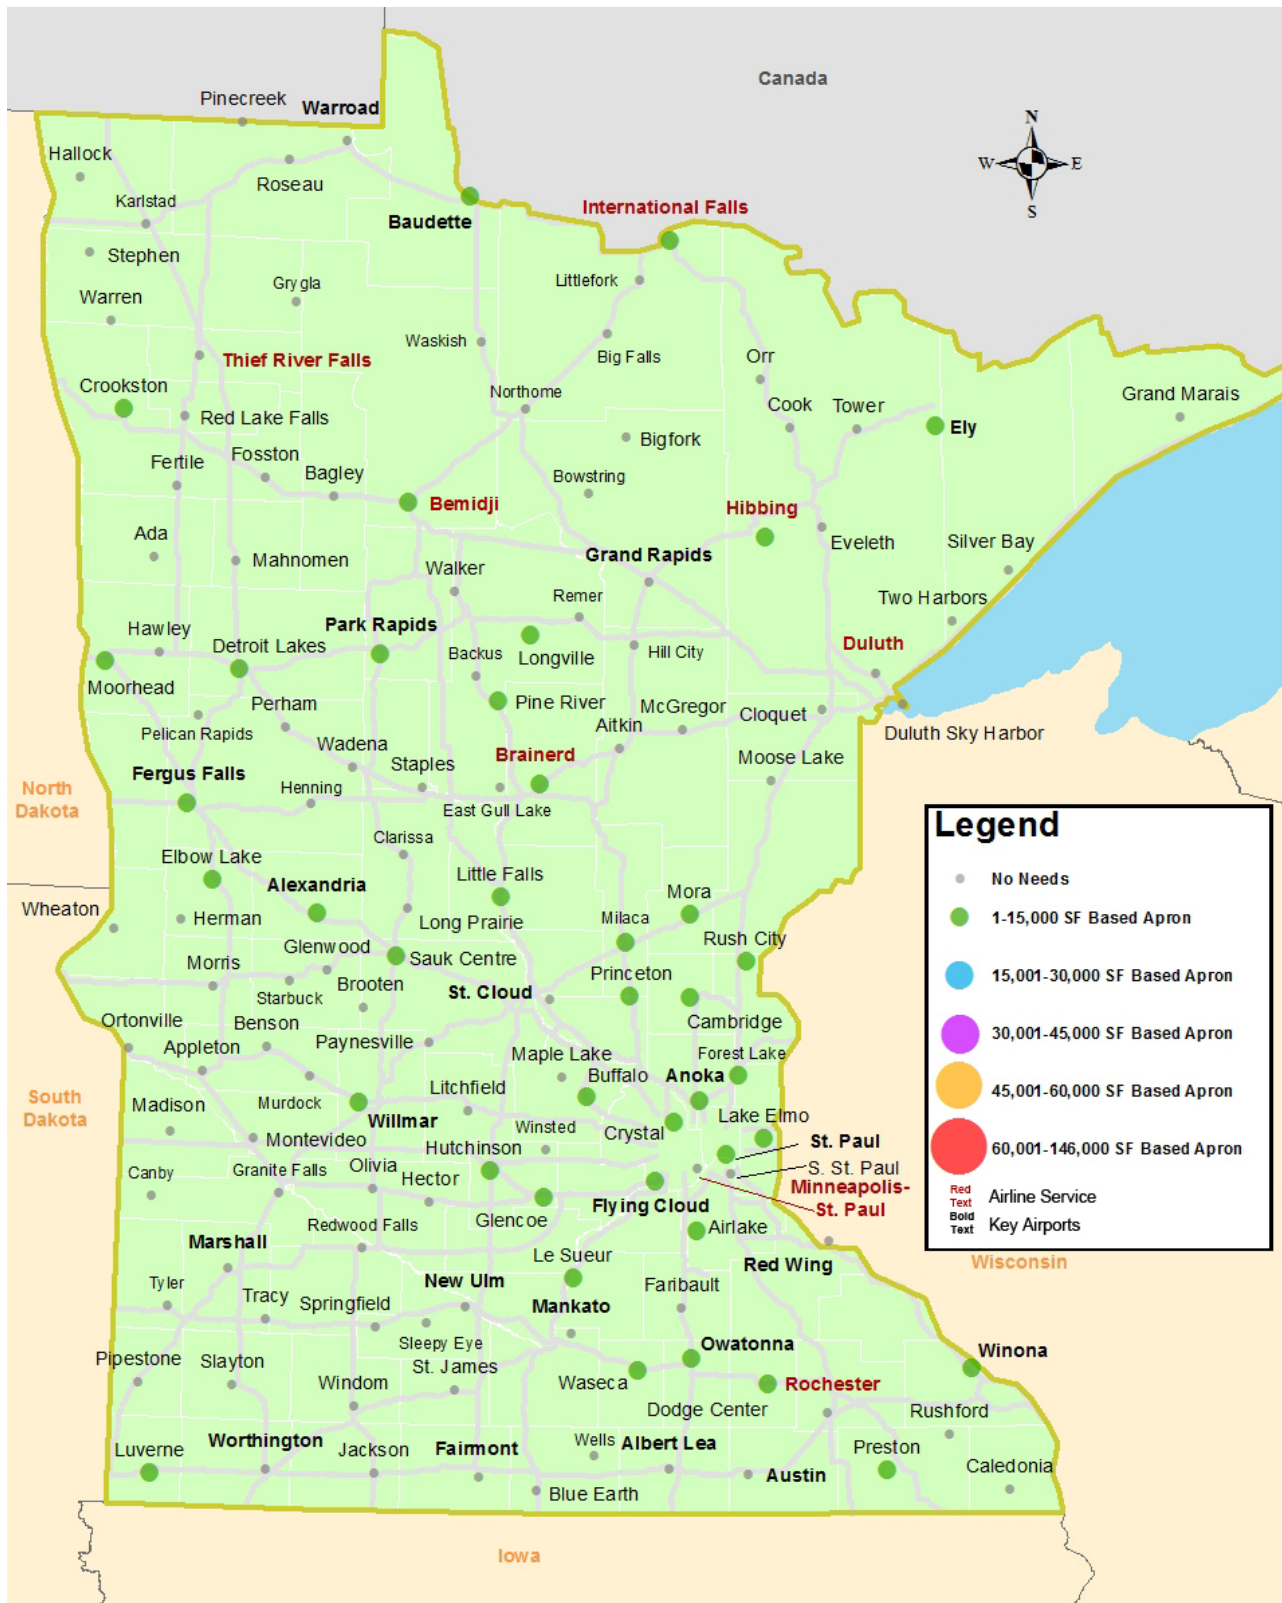 Canada
Pinecreek
Warroad
N
W
E
S
Hallock
Roseau
Karlstad
International Falls
Baudette
Stephen
Littlefork
Grygla
Warren
Waskish
Big Falls
Orr
Thief River Falls
Crookston
Northome
Grand Marais
Cook
Tower
Red Lake Falls
Ely
Bigfork
Fosston
Fertile
Bagley
Bowstring
Bemidji
Hibbing
Ada
Eveleth
Silver Bay
Grand Rapids
Mahnomen
Walker
Remer
Two Harbors
Park Rapids
Hawley
Detroit Lakes
Duluth
Backus
Longville
Hill City
Moorhead
Perham
Pine River
McGregor
Cloquet
Aitkin
Pelican Rapids
Duluth Sky Harbor
Wadena
Brainerd
Moose Lake
Staples
Fergus Falls
Henning
East Gull Lake
North
Dakota
Clarissa
Elbow Lake
Little Falls
Alexandria
Mora
Wheaton
Herman
Long Prairie
Milaca
Rush City
Glenwood
Sauk Centre
Morris
Princeton
Starbuck
Brooten
St. Cloud
Ortonville
Benson
Cambridge
Appleton
Paynesville
Maple Lake
Forest Lake
Buffalo
Anoka
Litchfield
South
Dakota
Madison
Murdock
Willmar
Lake Elmo
Winsted
Crystal
Montevideo
Hutchinson
St. Paul
Canby
Granite Falls
Olivia
Hector
S. St. Paul
Minneapolis-
St. Paul
Flying Cloud
Glencoe
Redwood Falls
Airlake
Marshall
Le Sueur
Red Wing
Tyler
New Ulm
Faribault
Tracy
Springfield
Mankato
Sleepy Eye
Owatonna
Winona
Pipestone
Slayton
St. James
Windom
Waseca
Rochester
Dodge Center
Rushford
Luverne
Worthington
Jackson
Fairmont
Wells
Albert Lea
Preston
Austin
Caledonia
Blue Earth
Iowa
Wisconsin
Legend
No Needs
1-15,000 SF Based Apron
15,001-30,000 SF Based Apron
30,001-45,000 SF Based Apron
45,001-60,000 SF Based Apron
60,001-146,000 SF Based Apron
Red
Text
Airline Service
Bold
Text
Key Airports